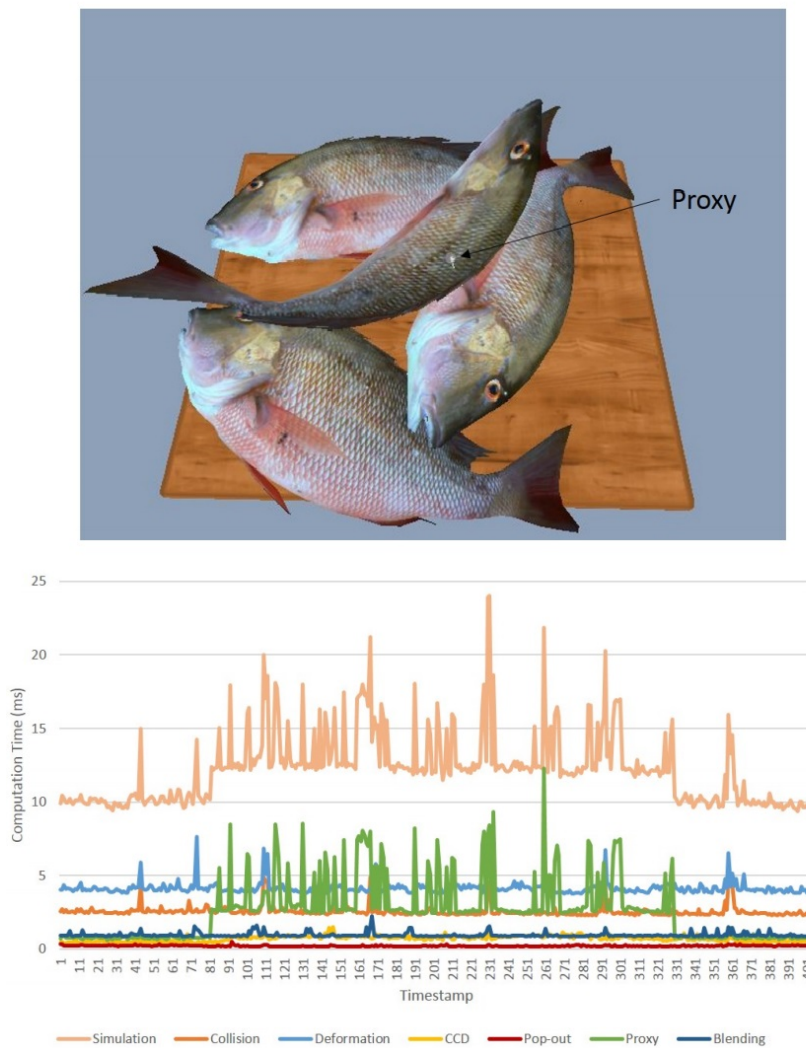 Proxy
25
20
15
10
5
0
Computation Time (ms)
1 11 21 31 41 51 61 71 81 91 101 111 121 131 141 151 161 171 181 191 201 211 221 231 241 251 261 271 281 291 301 311 321 331 341 351 361 371 381 391
Timestamp
Simulation Collision Deformation CCD Pop-out Proxy Blending